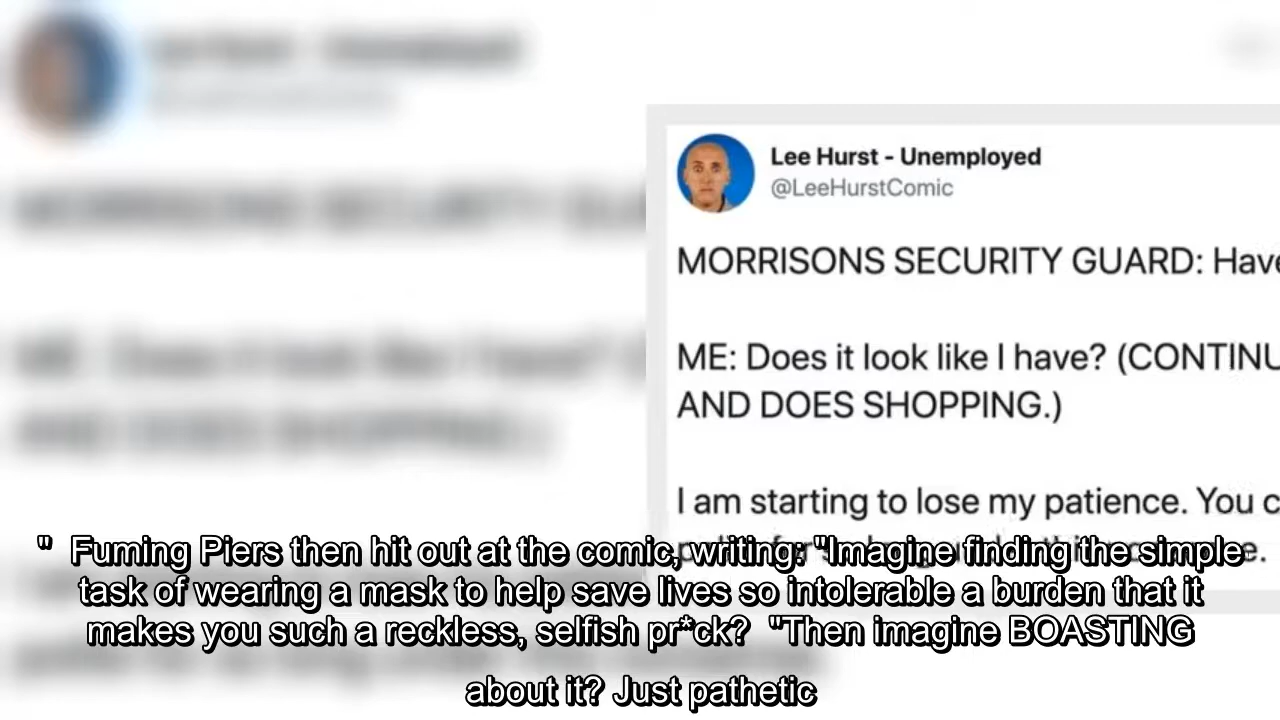 Lee Hurst - Unemployed
@LeeHurstComic
MORRISONS SECURITY GUARD: Have
ME: Does it look like I have? (CONTINU
AND DOES SHOPPING.)
I am starting to lose my patience. You c
" Fuming Piers then hit out at the comic, writing: "Imagine finding the simple
task of wearing a mask to help save lives so intolerable a burden that it
makes you such a reckless, selfish pr*ck? "Then imagine BOASTING
about it? Just pathetic